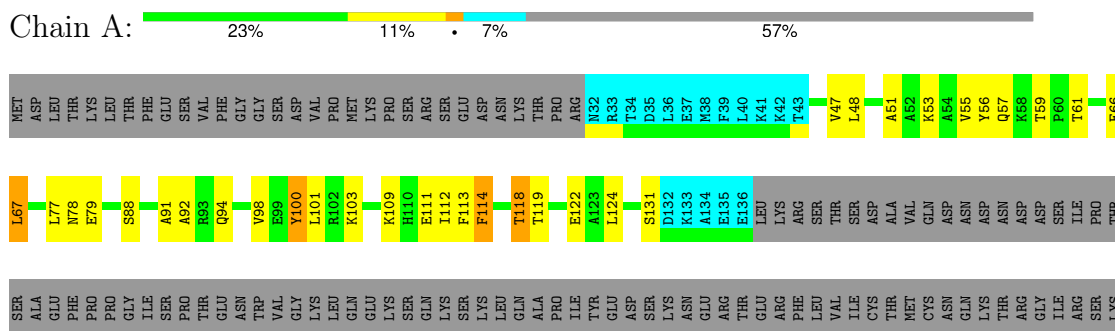 Chain A:
23% 11% • 7% 57%
MET ASP LEU THR LYS LEU THR PHE GLU SER VAL PHE GLY GLY SER ASP VAL PRO MET LYS PRO SER ARG SER GLU ASP ASN LYS THR PRO ARG N32 R33 T34 D35 L36 E37 M38 F39 L40 K41 K42 T43 V47 L48 A51 A52 K53 A54 V55 Y56 Q57 K58 T59 P60 T61 E66
L67 L77 N78 E79 S88 A91 A92 R93 Q94 V98 E99 Y100 L101 R102 K103 K109 H110 E111 I112 F113 F114 T118 T119 E122 A123 L124 S131 D132 K133 A134 E135 E136 LEU LYS ARG SER THR SER ASP ALA VAL GLN ASP ASN ASP ASN ASP ASP SER ILE PRO THR
SER ALA GLU PHE PRO PRO GLY ILE SER PRO THR GLU ASN TRP VAL GLY LYS LEU GLN GLU LYS SER GLN LYS SER LYS LEU GLN ALA PRO ILE TYR GLU ASP SER LYS ASN GLU ARG THR GLU ARG PHE LEU VAL ILE CYS THR MET CYS ASN GLN LYS THR ARG GLY ILE ARG SER LYS